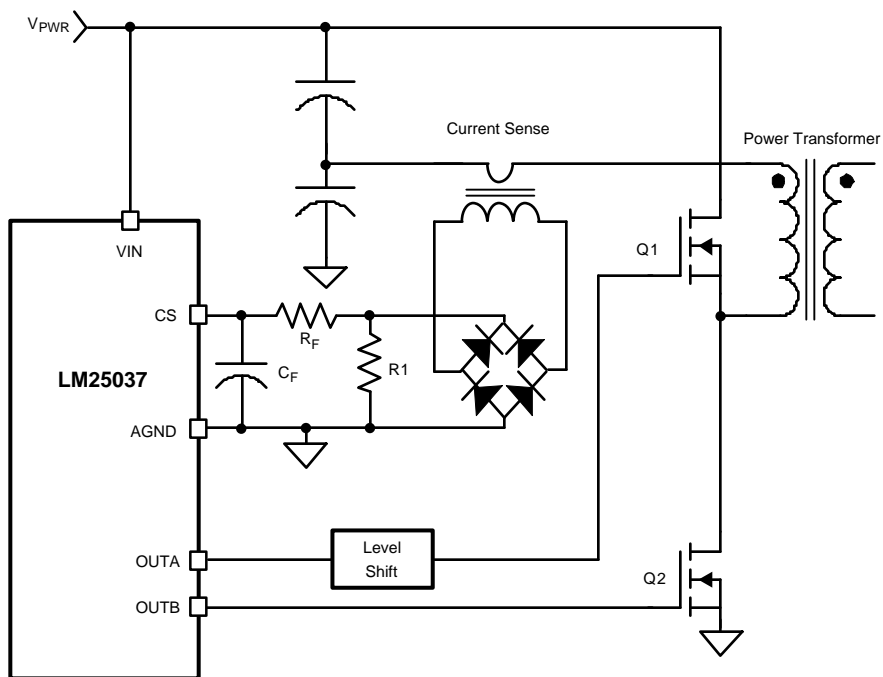 VPWR
Current Sense
Power Transformer
VIN
Q1
CS
RF
R1
CF
LM25037
AGND
Level
Shift
OUTA
Q2
OUTB